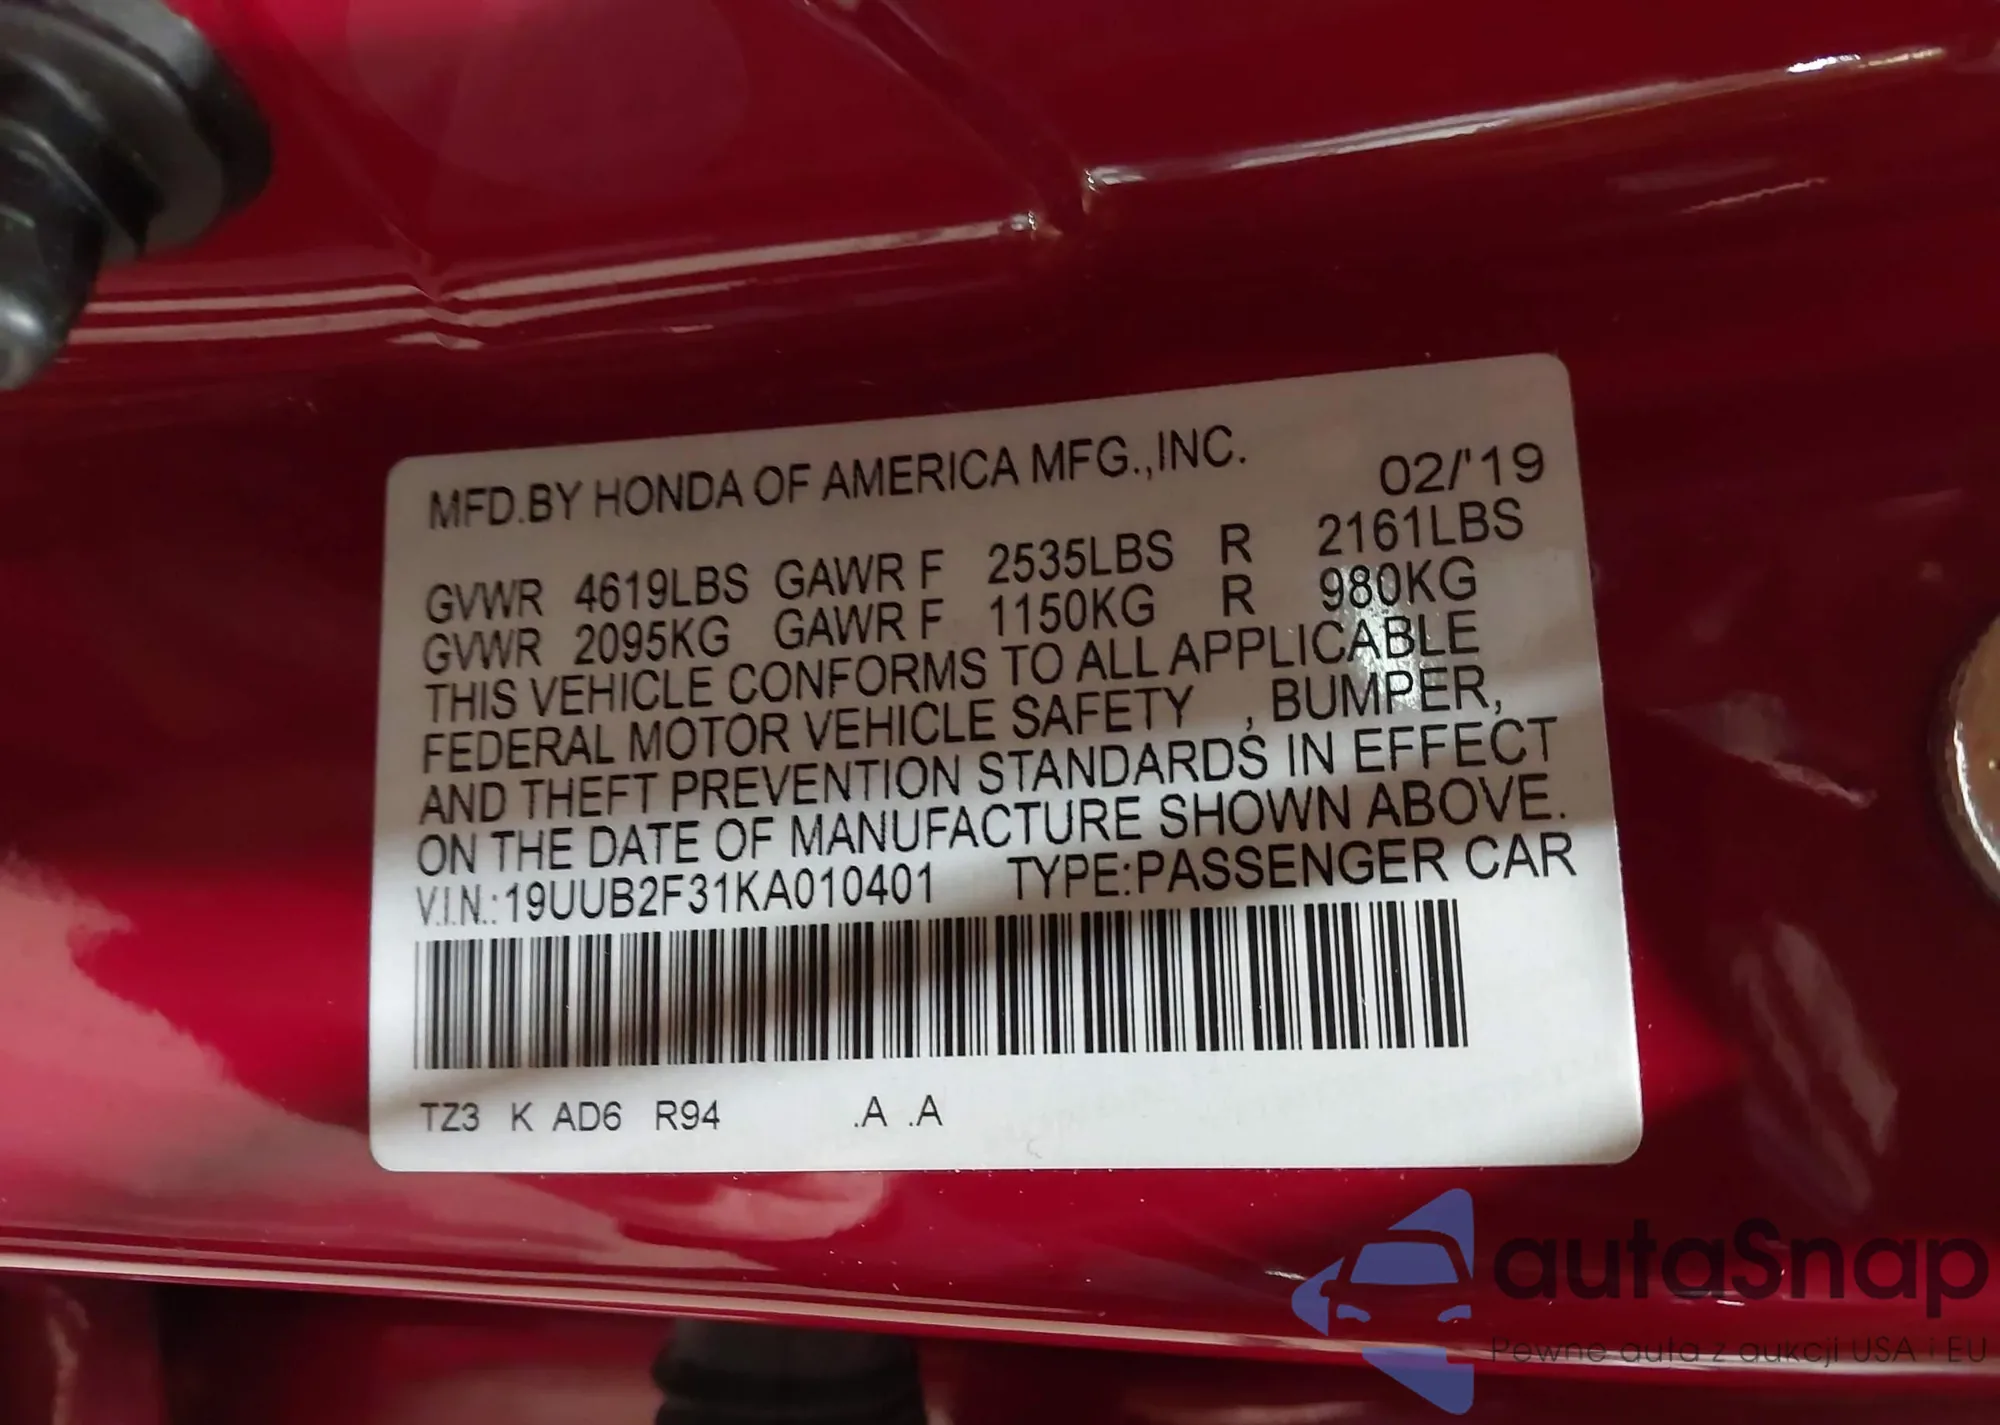 MFD.BY HONDA OF AMERICA MFG.,INC. 02/'19
GVWR 4619LBS GAWR F 2535LBS R 2161LBS
GVWR 2095KG GAWR F 1150KG R 980KG
THIS VEHICLE CONFORMS TO ALL APPLICABLE
FEDERAL MOTOR VEHICLE SAFETY , BUMPER,
AND THEFT PREVENTION STANDARDS IN EFFECT
ON THE DATE OF MANUFACTURE SHOWN ABOVE.
V.I.N.:19UUB2F31KA010401 TYPE:PASSENGER CAR
TZ3 K AD6 R94 .A .A
autaSnap
Pewne auta z aukcji USA i EU